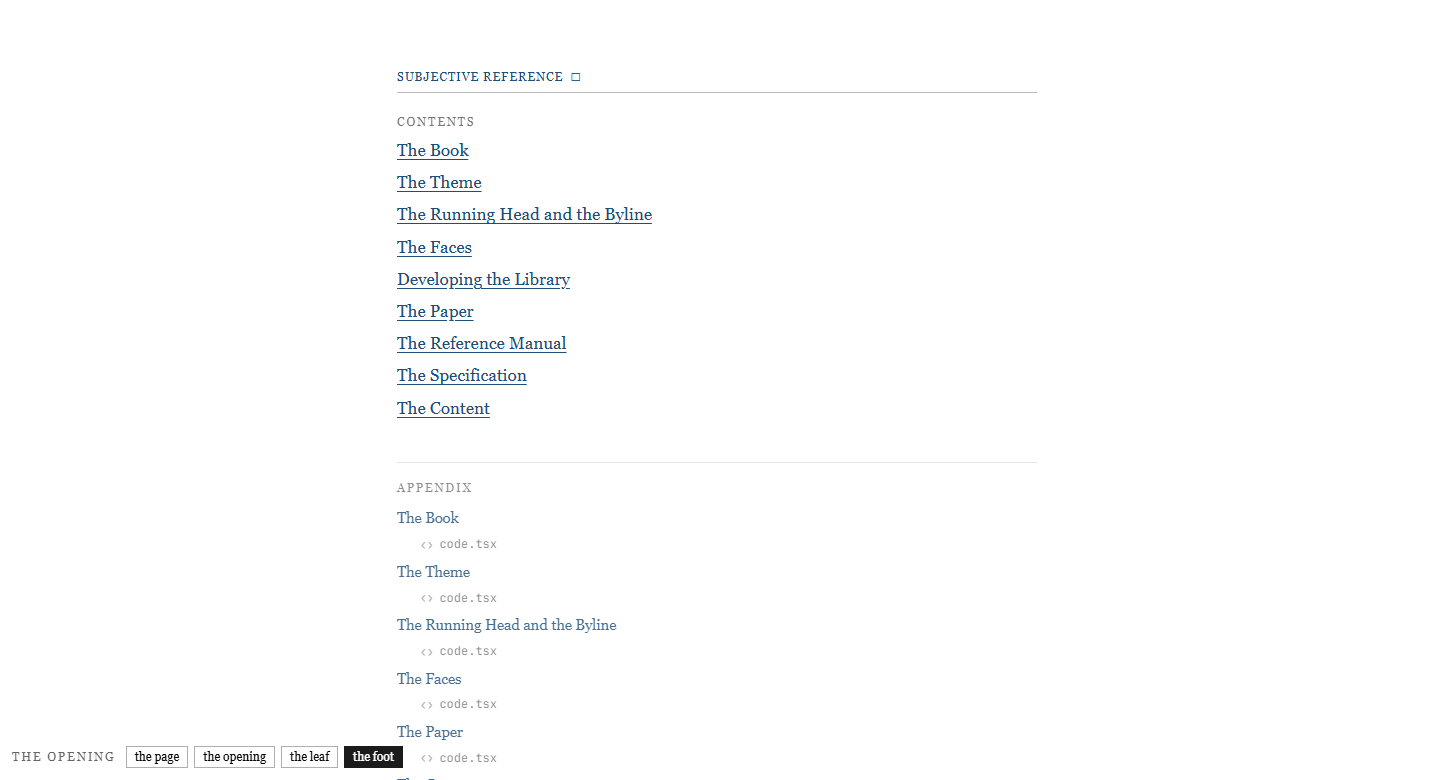 SUBJECTIVE REFERENCE
CONTENTS
The Book
The Theme
The Running Head and the Byline
The Faces
Developing the Library
The Paper
The Reference Manual
The Specification
The Content
APPENDIX
The Book
<> code.tsx
The Theme
<> code.tsx
The Running Head and the Byline
<> code.tsx
The Faces
<> code.tsx
The Paper
<> code.tsx
THE OPENING the page the opening the leaf the foot